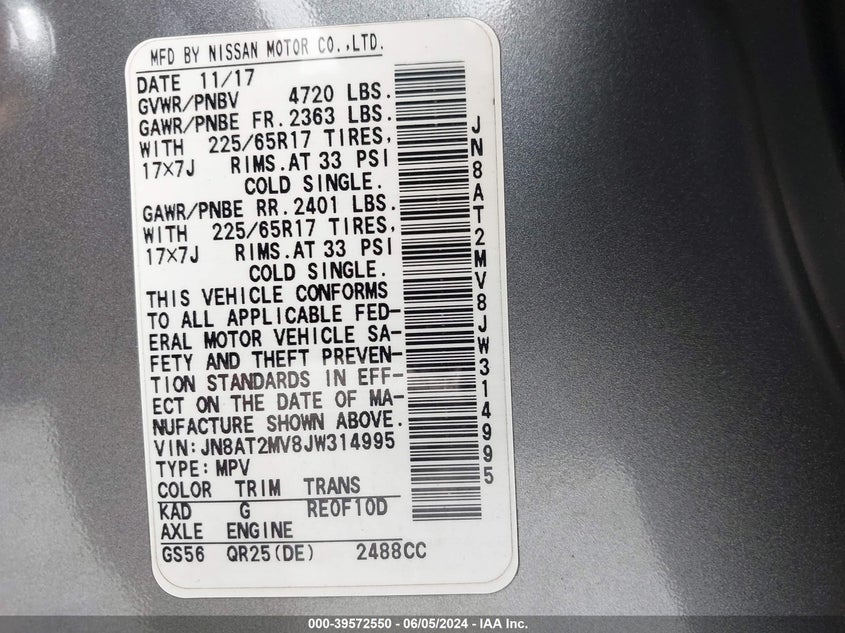 MFD BY NISSAN MOTOR CO.,LTD.
DATE 11/17
GVWR/PNBV 4720 LBS.
GAWR/PNBE FR. 2363 LBS.
WITH 225/65R17 TIRES,
17×7J RIMS.AT 33 PSI
COLD SINGLE.
GAWR/PNBE RR. 2401 LBS.
WITH 225/65R17 TIRES,
17×7J RIMS.AT 33 PSI
COLD SINGLE.
THIS VEHICLE CONFORMS
TO ALL APPLICABLE FED-
ERAL MOTOR VEHICLE SA-
FETY AND THEFT PREVEN-
TION STANDARDS IN EFF-
ECT ON THE DATE OF MA-
NUFACTURE SHOWN ABOVE.
VIN:JN8AT2MV8JW314995
TYPE:MPV
COLOR TRIM TRANS
KAD G RE0F10D
AXLE ENGINE
GS56 QR25(DE) 2488CC
JN8AT2MV8JW314995
000-39572550 / 06/05/2024 - IAA Inc.